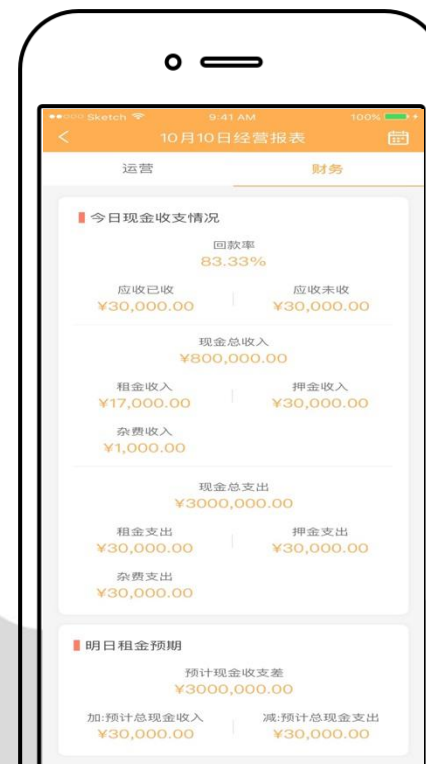 Sketch 9:41 AM 100%
10月10日经营报表
运营 财务
今日现金收支情况
回款率
83.33%
应收已收 应收未收
¥30,000.00 ¥30,000.00
现金总收入
¥800,000.00
租金收入 押金收入
¥17,000.00 ¥30,000.00
杂费收入
¥1,000.00
现金总支出
¥3000,000.00
租金支出 押金支出
¥30,000.00 ¥30,000.00
杂费支出
¥30,000.00
明日租金预期
预计现金收支差
¥3000,000.00
加:预计总现金收入 减:预计总现金支出
¥30,000.00 ¥30,000.00